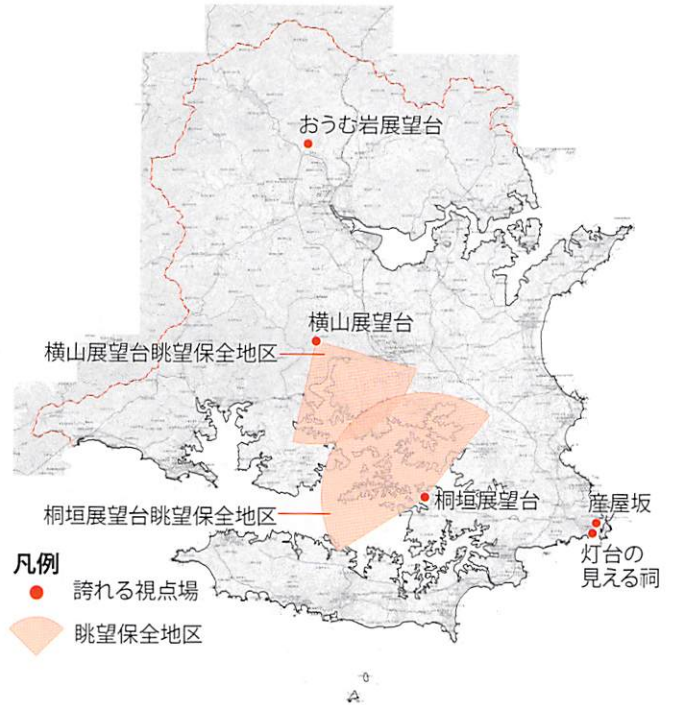 おうむ岩展望台
横山展望台
横山展望台眺望保全地区
桐垣展望台
産屋坂
桐垣展望台眺望保全地区
灯台の
見える祠
凡例
誇れる視点場
眺望保全地区